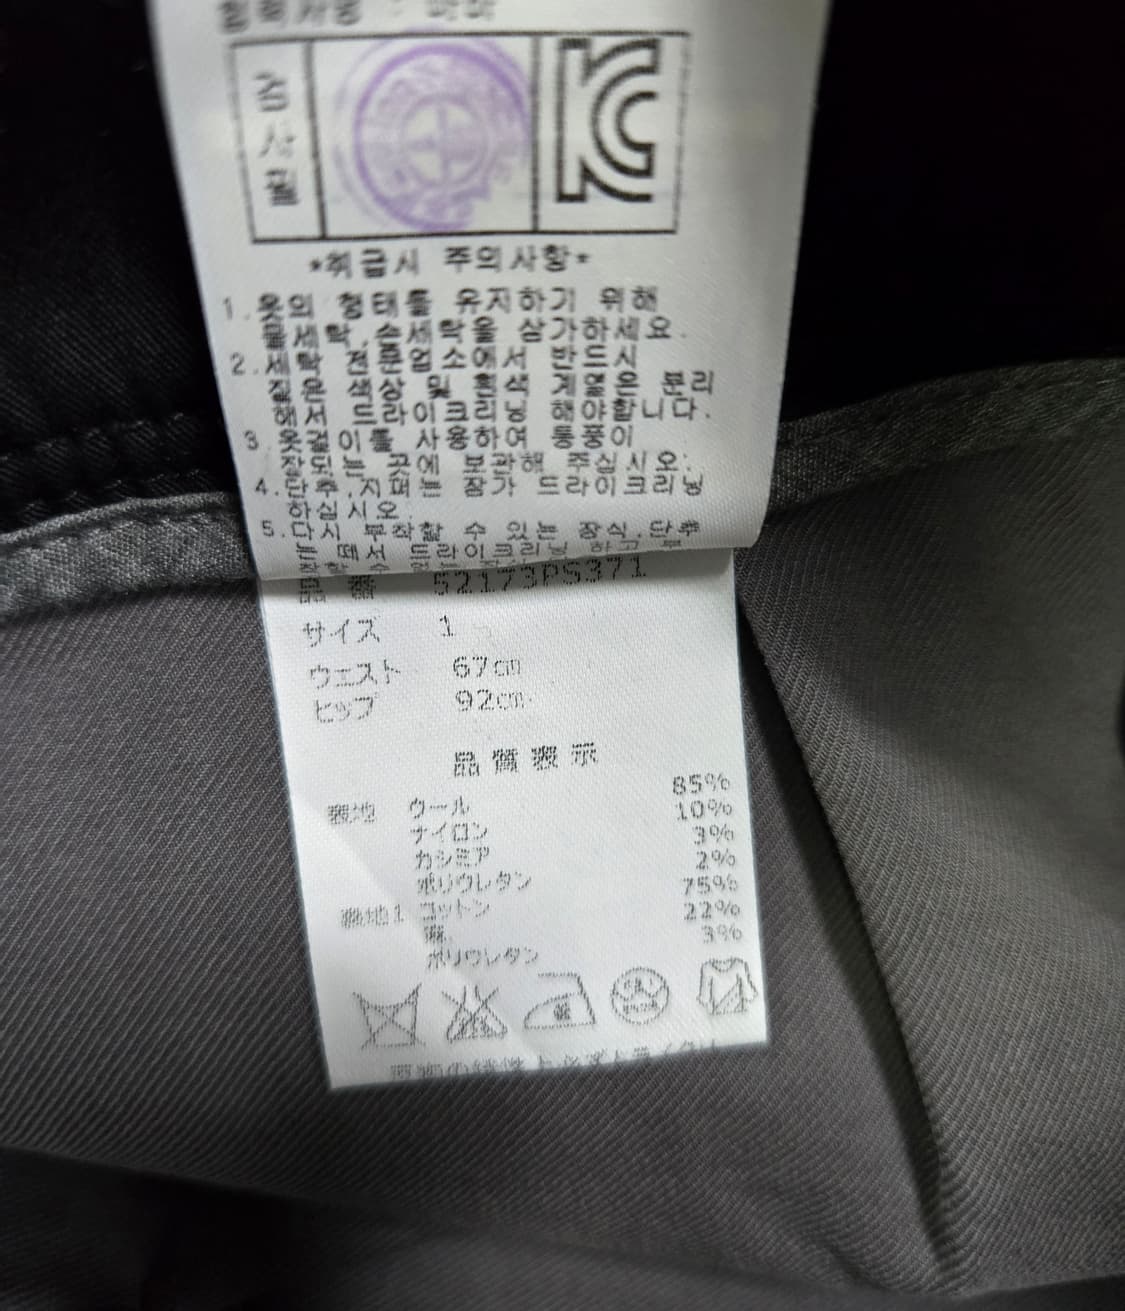 검사필
KC
*취급시 주의사항*
1.옷의 형태를 유지하기 위해
물세탁,손세탁을 삼가하세요.
2.세탁 전문업소에서 반드시
짙은 색상 및 흰색 계열은 분리
해서 드라이크리닝 해야합니다.
3.옷걸이를 사용하여 통풍이
잘되는 곳에 보관해 주십시오.
4.단추,지퍼는 잠가 드라이크리닝
하십시오.
5.다시 부착할 수 있는 장식,단추
는 떼서 드라이크리닝 하고 부
品番 52173PS371
サイズ 1
ウェスト 67㎝
ヒップ 92㎝
品質表示
85%
表地 ウール 10%
ナイロン 3%
カシミア 2%
ポリウレタン 75%
表地1 コットン 22%
麻 3%
ポリウレタン